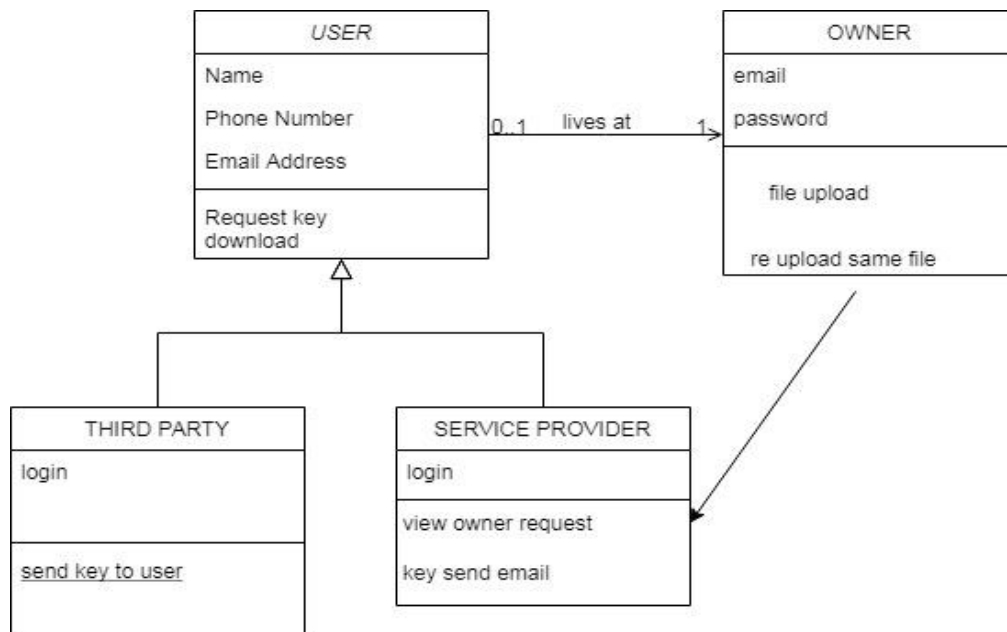 USER
Name
Phone Number
Email Address
Request key
download
0..1 lives at 1
OWNER
email
password
file upload
re upload same file
THIRD PARTY
login
send key to user
SERVICE PROVIDER
login
view owner request
key send email